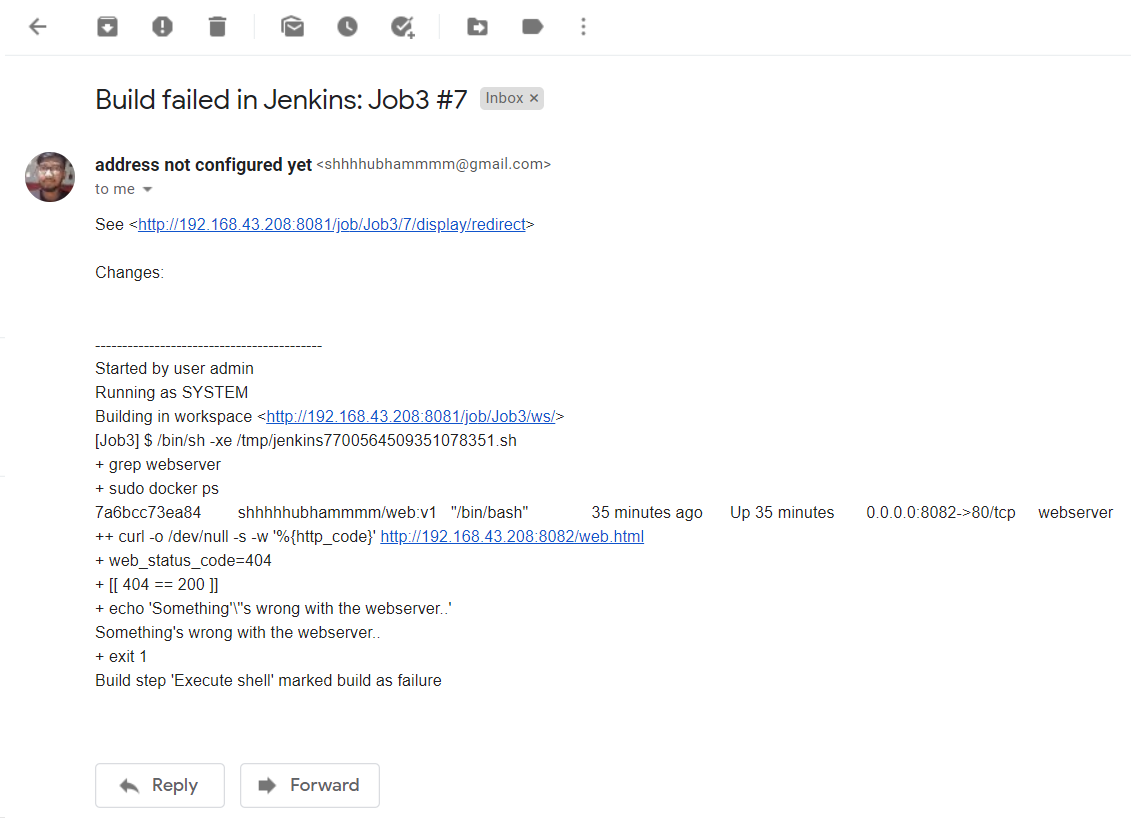 Build failed in Jenkins: Job3 #7 Inbox ×
address not configured yet <shhhhubhammmm@gmail.com>
to me
See <http://192.168.43.208:8081/job/Job3/7/display/redirect>
Changes:
------------------------------------------
Started by user admin
Running as SYSTEM
Building in workspace <http://192.168.43.208:8081/job/Job3/ws/>
[Job3] $ /bin/sh -xe /tmp/jenkins7700564509351078351.sh
+ grep webserver
+ sudo docker ps
7a6bcc73ea84 shhhhhubhammmm/web:v1 "/bin/bash" 35 minutes ago Up 35 minutes 0.0.0.0:8082->80/tcp webserver
++ curl -o /dev/null -s -w '%{http_code}' http://192.168.43.208:8082/web.html
+ web_status_code=404
+ [[ 404 == 200 ]]
+ echo 'Something'\''s wrong with the webserver..'
Something's wrong with the webserver..
+ exit 1
Build step 'Execute shell' marked build as failure
Reply Forward